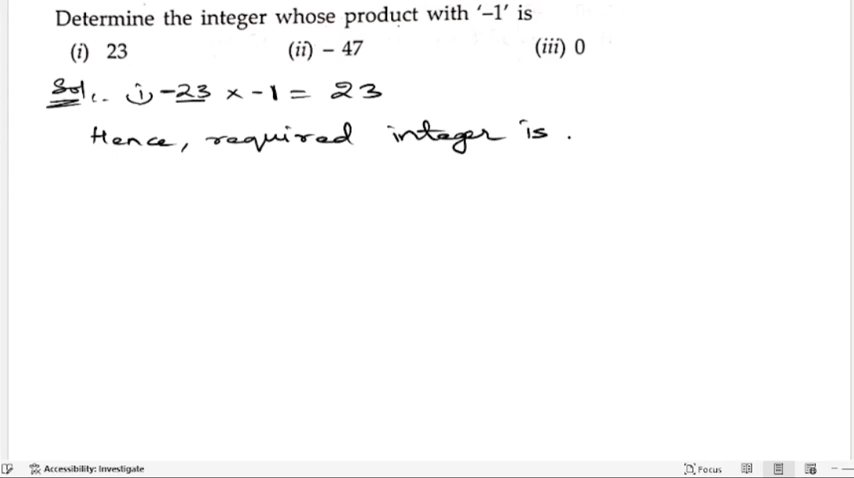 Determine the integer whose product with ‘–1’ is
(i) 23 (ii) – 47 (iii) 0
Sol:. i) -23 x -1 = 23
Hence, required integer is .
Accessibility: Investigate Focus